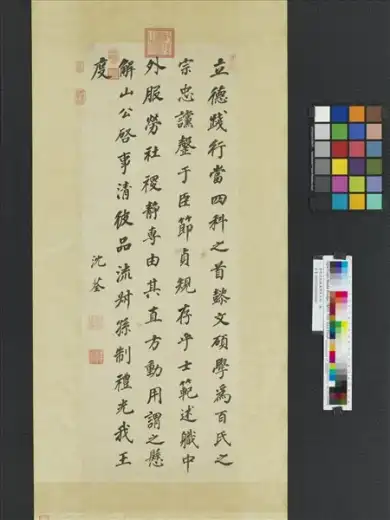 立德踐行當四科之首懿文碩學為百氏之
宗忠讜罄于臣節貞規存乎士範述職中
外服勞社稷靜專由其直方動用謂之懸
解山公啓事清彼品流叔孫制禮光我王
度
沈荃